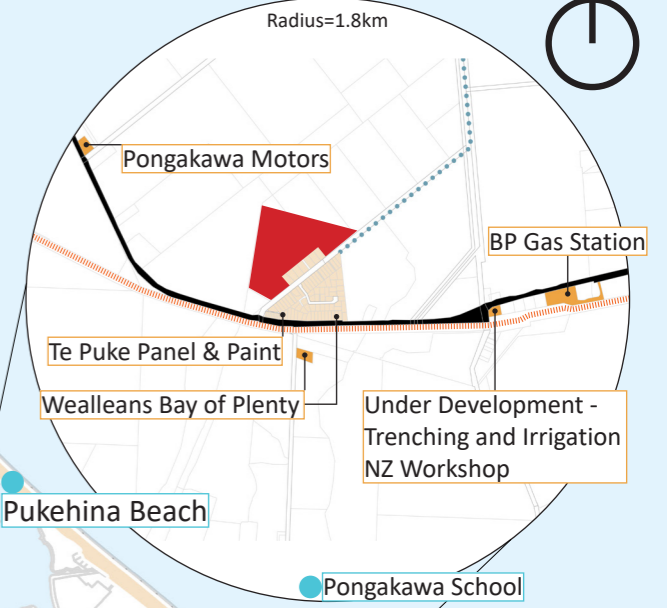 Radius=1.8km
Pongakawa Motors
BP Gas Station
Te Puke Panel & Paint
Wealleans Bay of Plenty
Under Development -
Trenching and Irrigation
NZ Workshop
Pukehina Beach
Pongakawa School